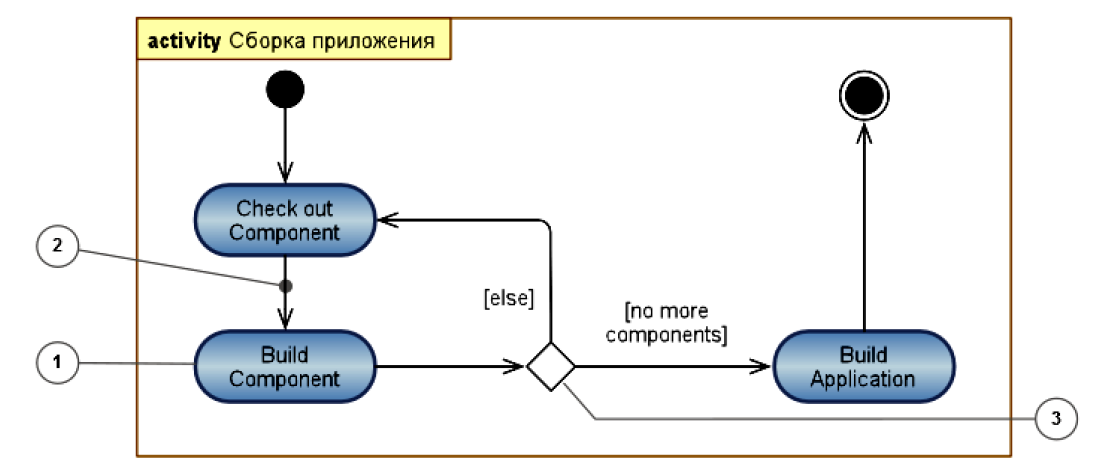 activity Сборка приложения
Check out
Component
2
[else]
[no more
components]
1
Build
Component
Build
Application
3